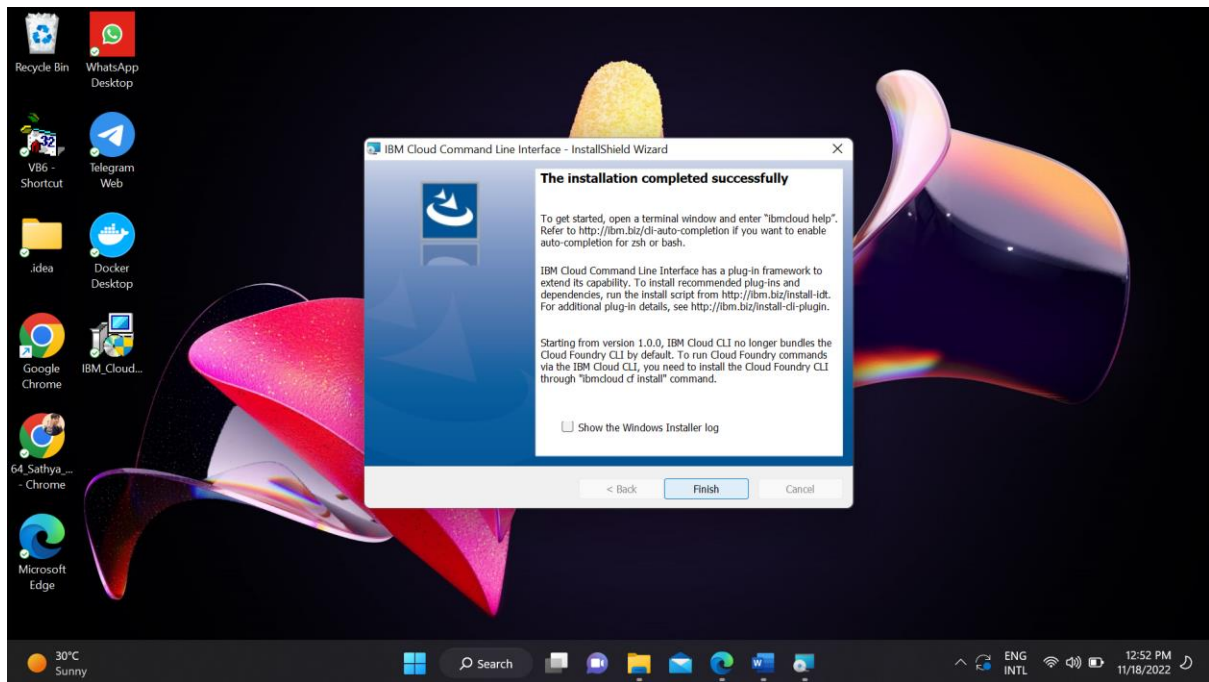 Recycle Bin
WhatsApp
Desktop
32
VB6 -
Shortcut
Telegram
Web
.idea
Docker
Desktop
Google
Chrome
IBM_Cloud...
64_Sathya_...
- Chrome
Microsoft
Edge
IBM Cloud Command Line Interface - InstallShield Wizard
The installation completed successfully
To get started, open a terminal window and enter "ibmcloud help".
Refer to http://ibm.biz/cli-auto-completion if you want to enable
auto-completion for zsh or bash.
IBM Cloud Command Line Interface has a plug-in framework to
extend its capability. To install recommended plug-ins and
dependencies, run the install script from http://ibm.biz/install-idt.
For additional plug-in details, see http://ibm.biz/install-cli-plugin.
Starting from version 1.0.0, IBM Cloud CLI no longer bundles the
Cloud Foundry CLI by default. To run Cloud Foundry commands
via the IBM Cloud CLI, you need to install the Cloud Foundry CLI
through "ibmcloud cf install" command.
Show the Windows Installer log
< Back
Finish
Cancel
30°C
Sunny
Search
ENG
INTL
12:52 PM
11/18/2022